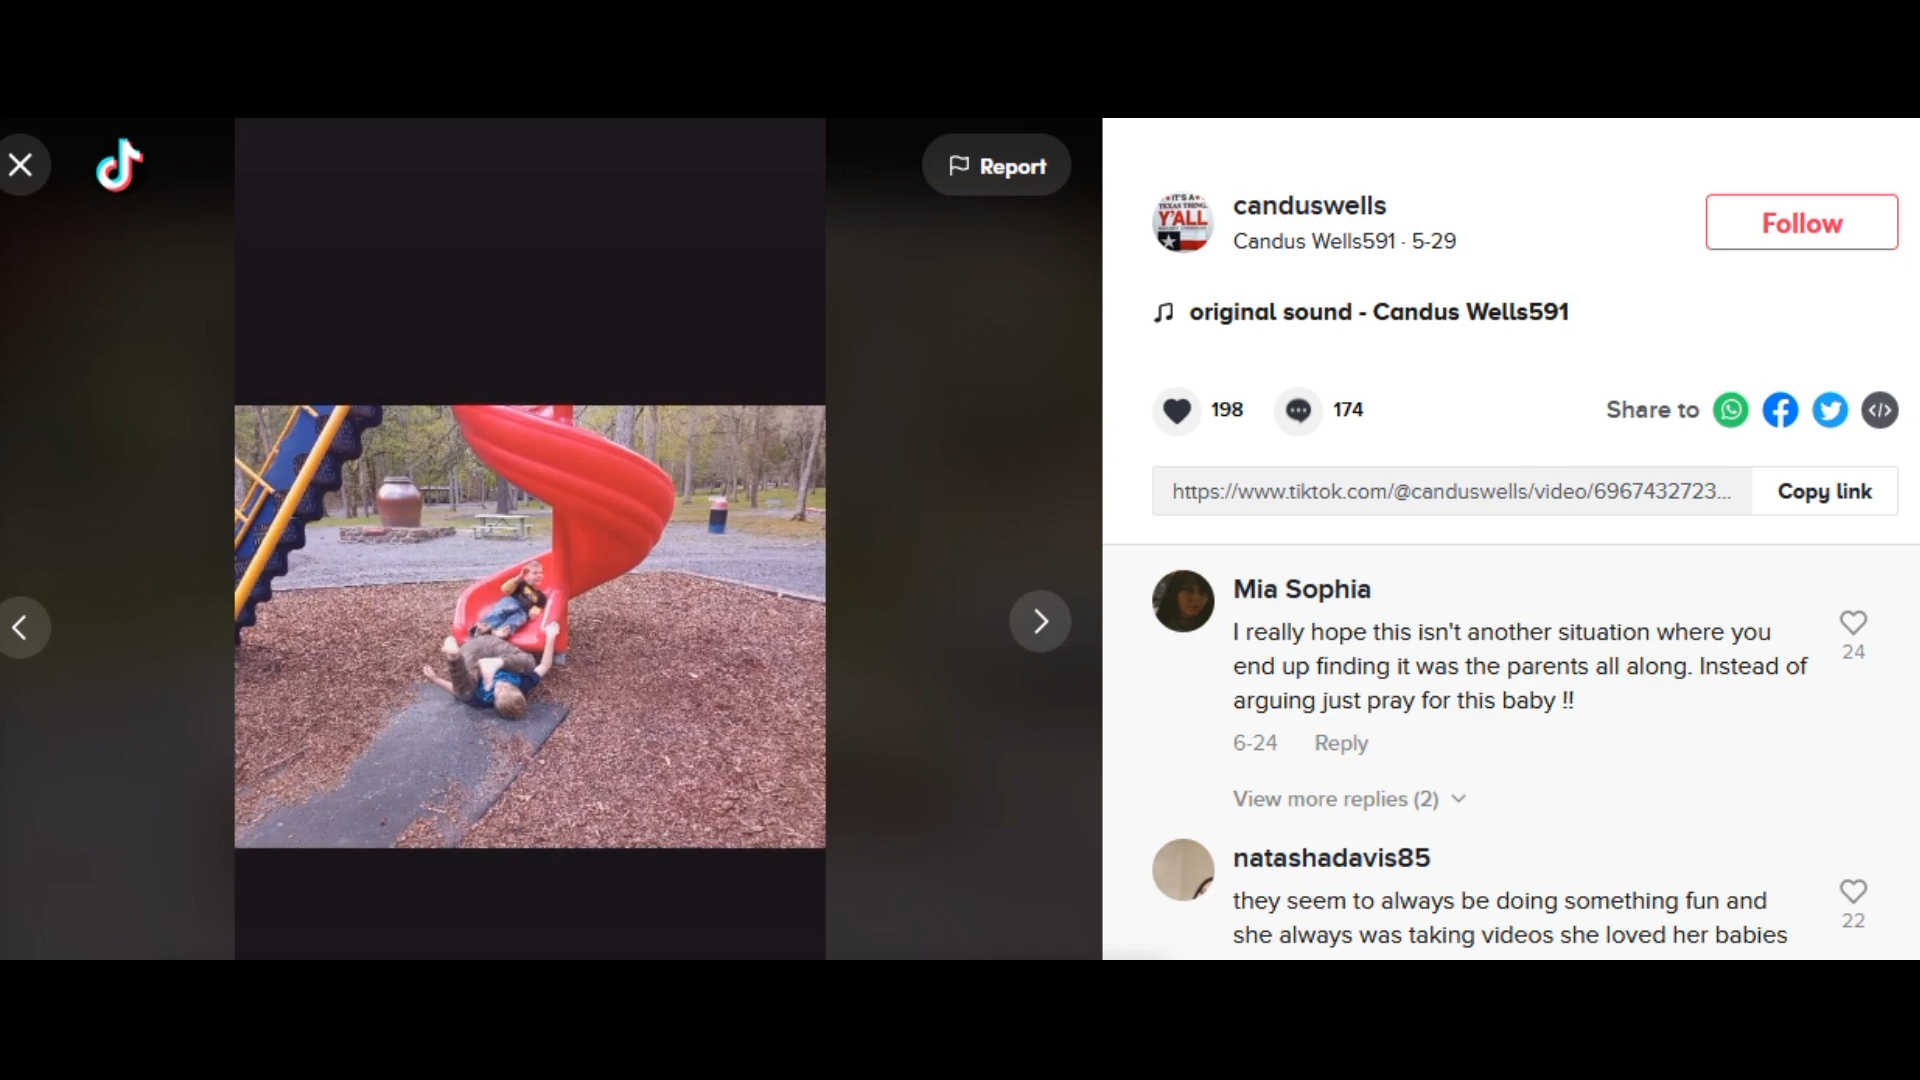 Report
IT'S A
TEXAS THING,
Y'ALL
canduswells
Candus Wells591 · 5-29
Follow
original sound - Candus Wells591
198
174
Share to
https://www.tiktok.com/@canduswells/video/6967432723...
Copy link
Mia Sophia
I really hope this isn't another situation where you
end up finding it was the parents all along. Instead of
arguing just pray for this baby !!
24
6-24
Reply
View more replies (2)
natashadavis85
they seem to always be doing something fun and
she always was taking videos she loved her babies
22